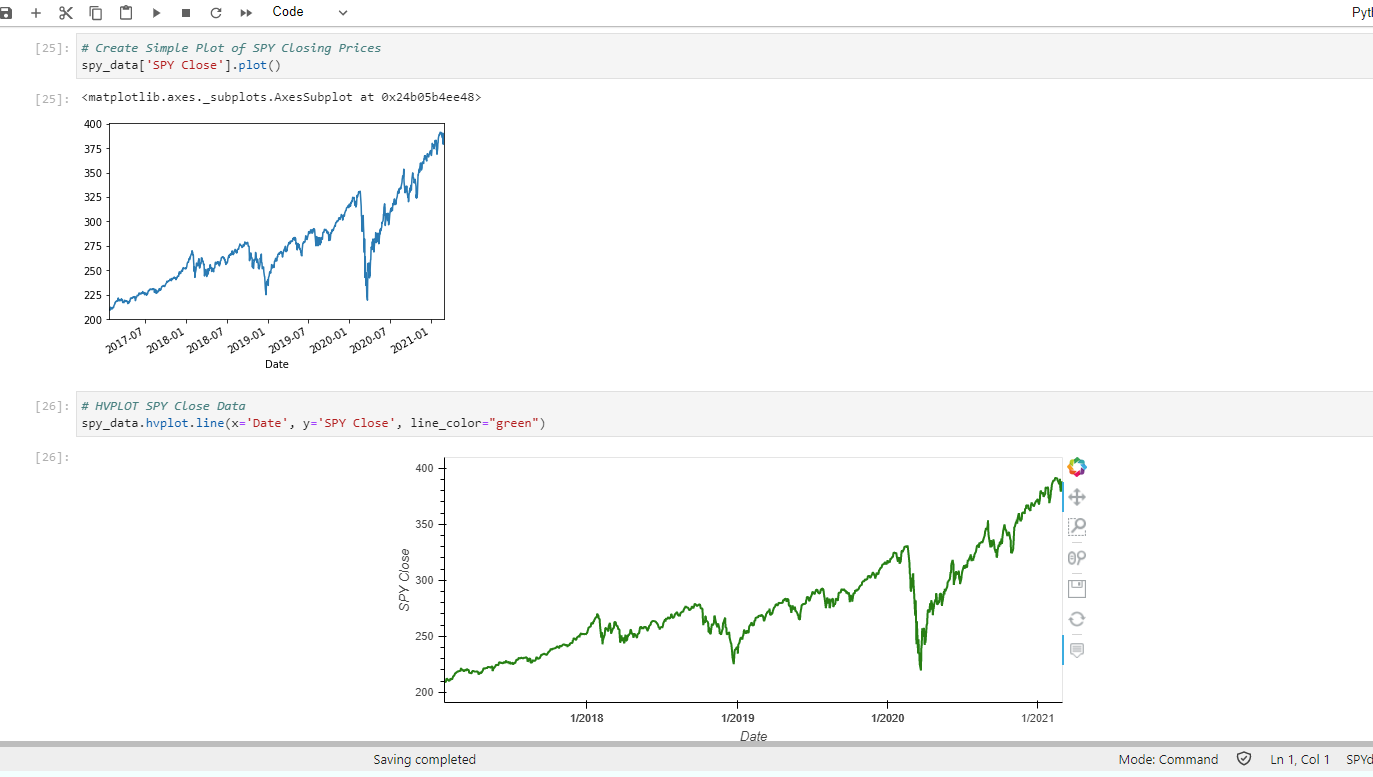 Code
[25]:
# Create Simple Plot of SPY Closing Prices
spy_data['SPY Close'].plot()
[25]:
<matplotlib.axes._subplots.AxesSubplot at 0x24b05b4ee48>
400
375
350
325
300
275
250
225
200
2017-07
2018-01
2018-07
2019-01
2019-07
2020-01
2020-07
2021-01
Date
[26]:
# HVPLOT SPY Close Data
spy_data.hvplot.line(x='Date', y='SPY Close', line_color="green")
[26]:
400
350
300
250
200
SPY Close
1/2018
1/2019
1/2020
1/2021
Date
Saving completed
Mode: Command
Ln 1, Col 1